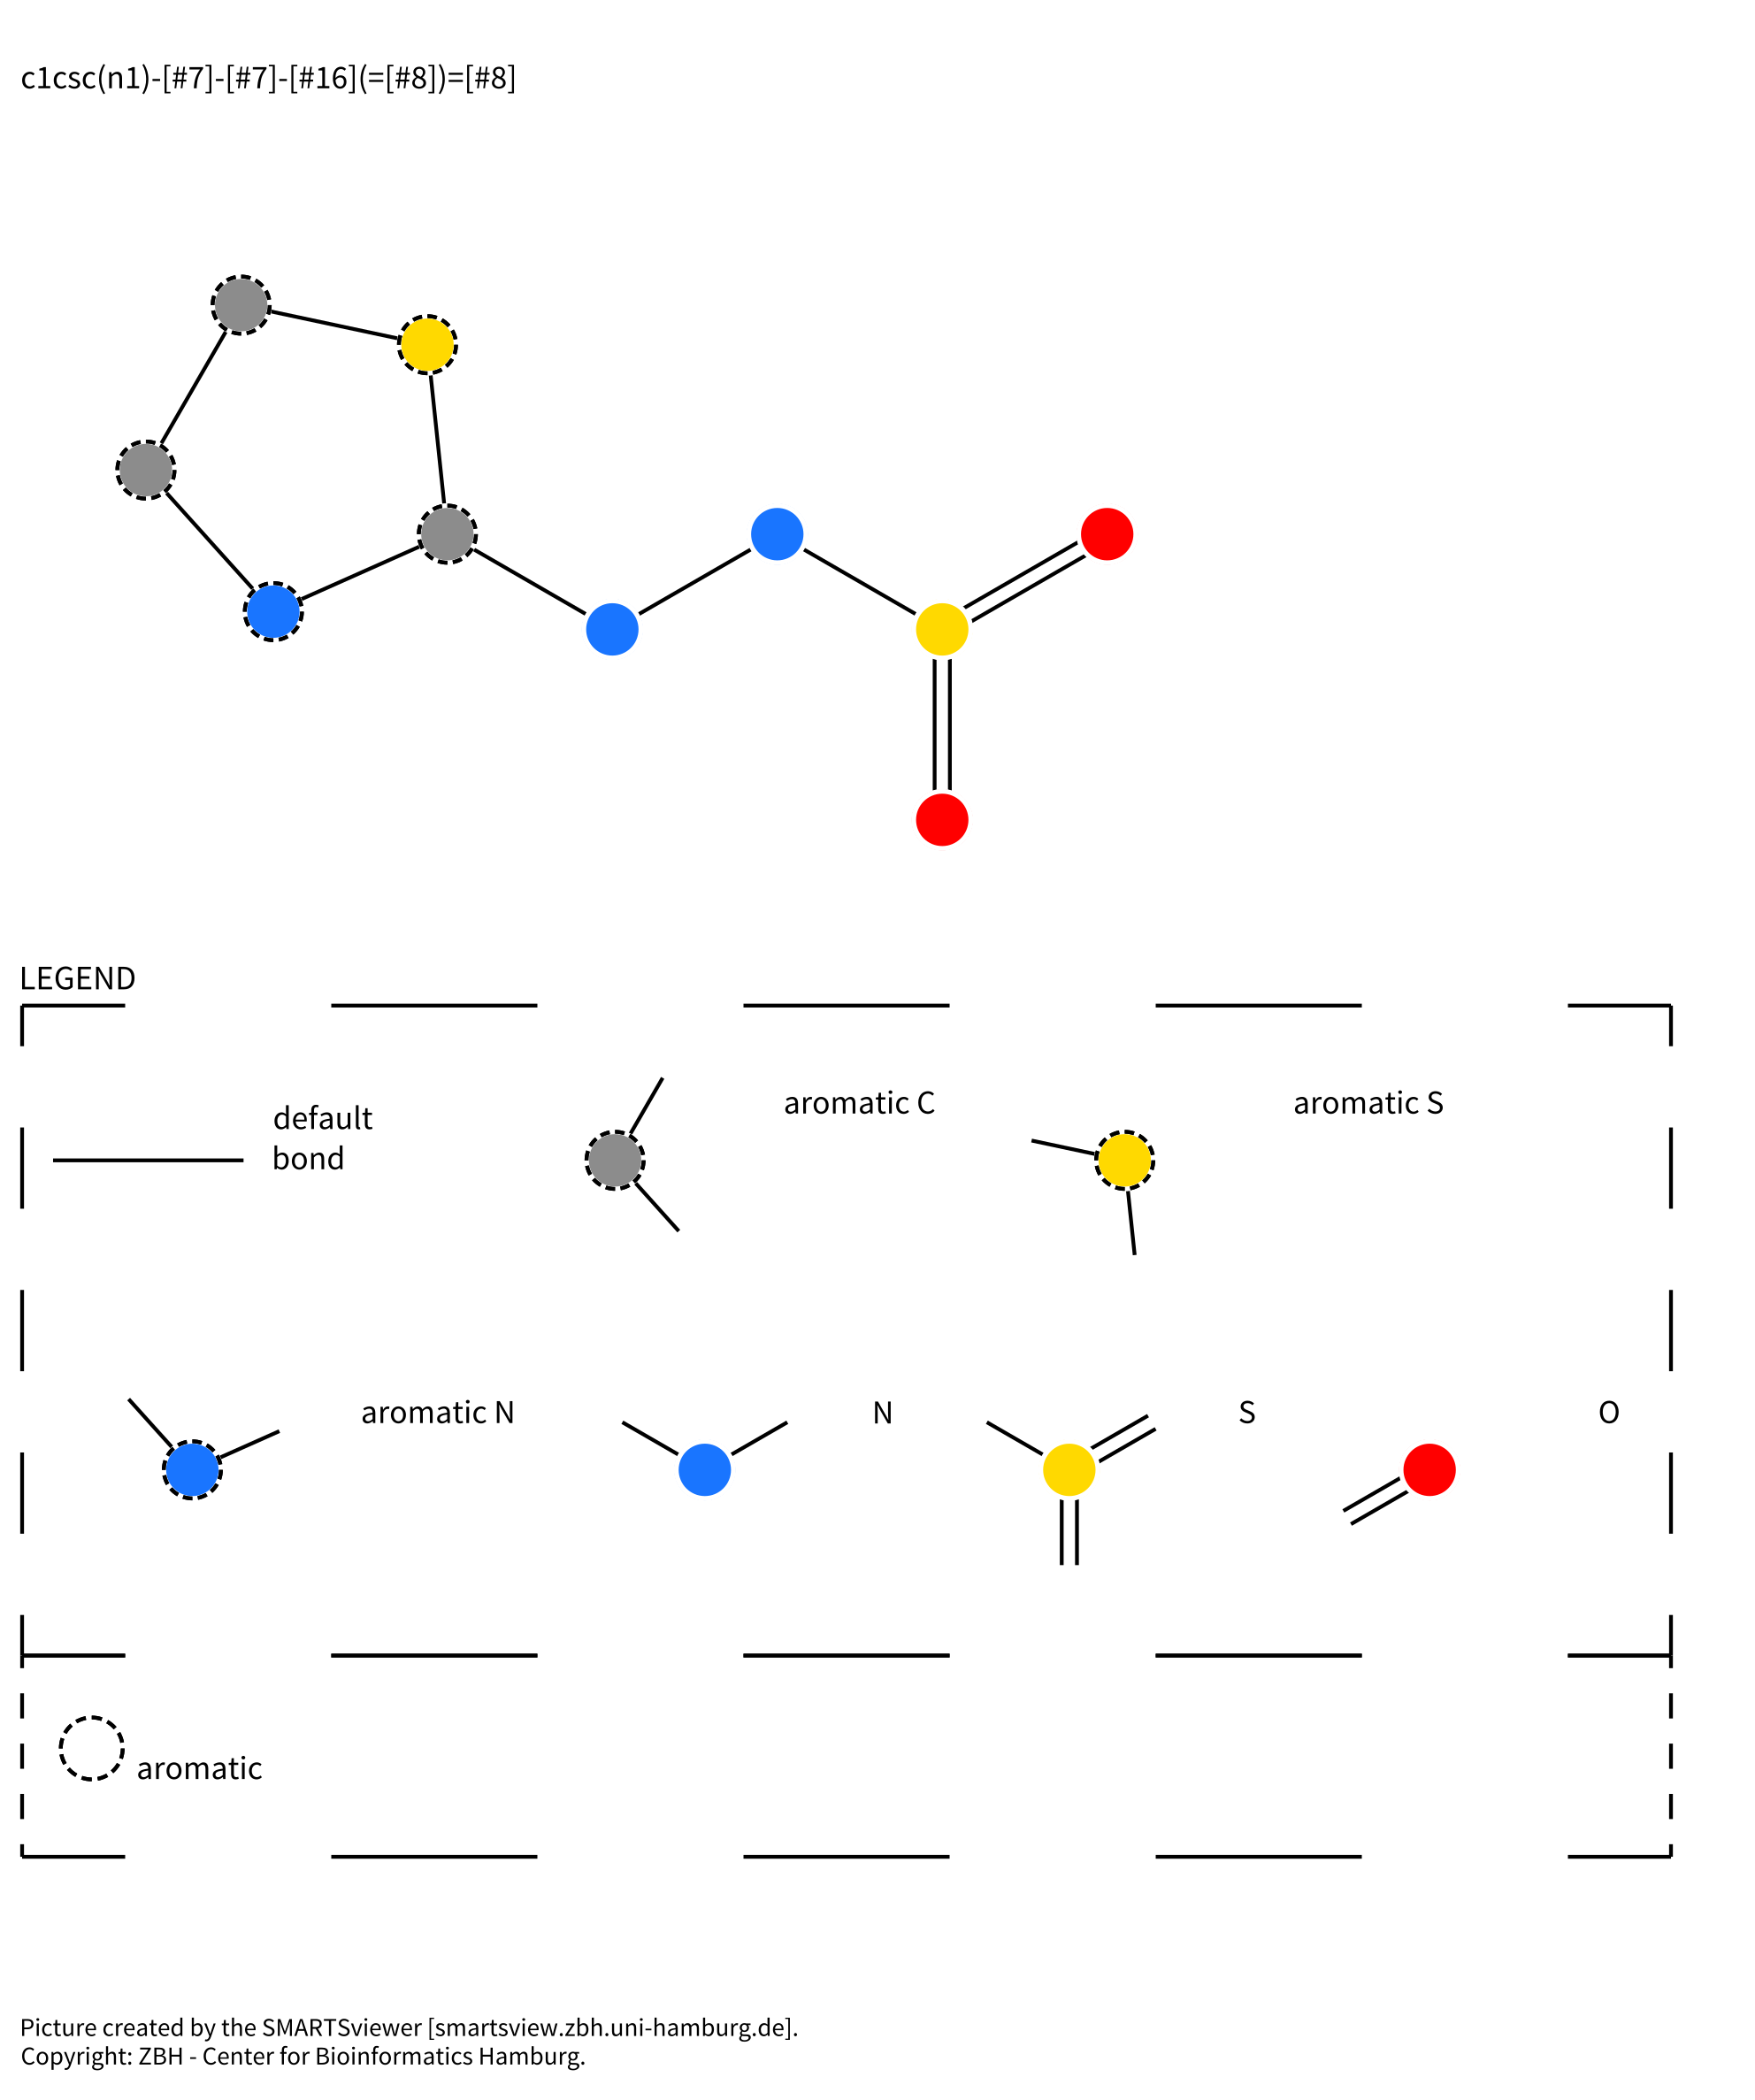 c1csc(n1)-[#7]-[#7]-[#16](=[#8])=[#8]
LEGEND
default
bond
aromatic C
aromatic S
aromatic N
N
S
O
aromatic
Picture created by the SMARTSviewer [smartsview.zbh.uni-hamburg.de].
Copyright: ZBH - Center for Bioinformatics Hamburg.